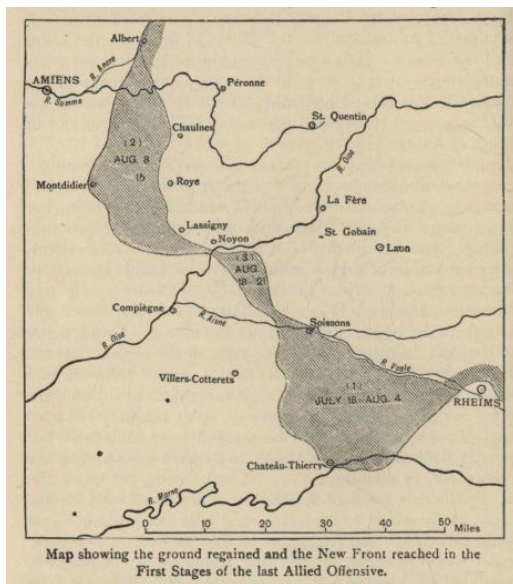 Albert
R. Ancre
AMIENS
R. Somme
Péronne
St. Quentin
Chaulnes
(2)
AUG. 8
15
R. Oise
Montdidier
Roye
La Fère
Lassigny
St. Gobain
Noyon
Laon
(3)
AUG.
18-21
Compiègne
R. Aisne
Soissons
R. Oise
R. Vesle
Villers-Cotterets
(1)
JULY 18-AUG. 4
RHEIMS
Chateâu-Thierry
R. Marne
0 10 20 30 40 50
Miles
Map showing the ground regained and the New Front reached in the
First Stages of the last Allied Offensive.